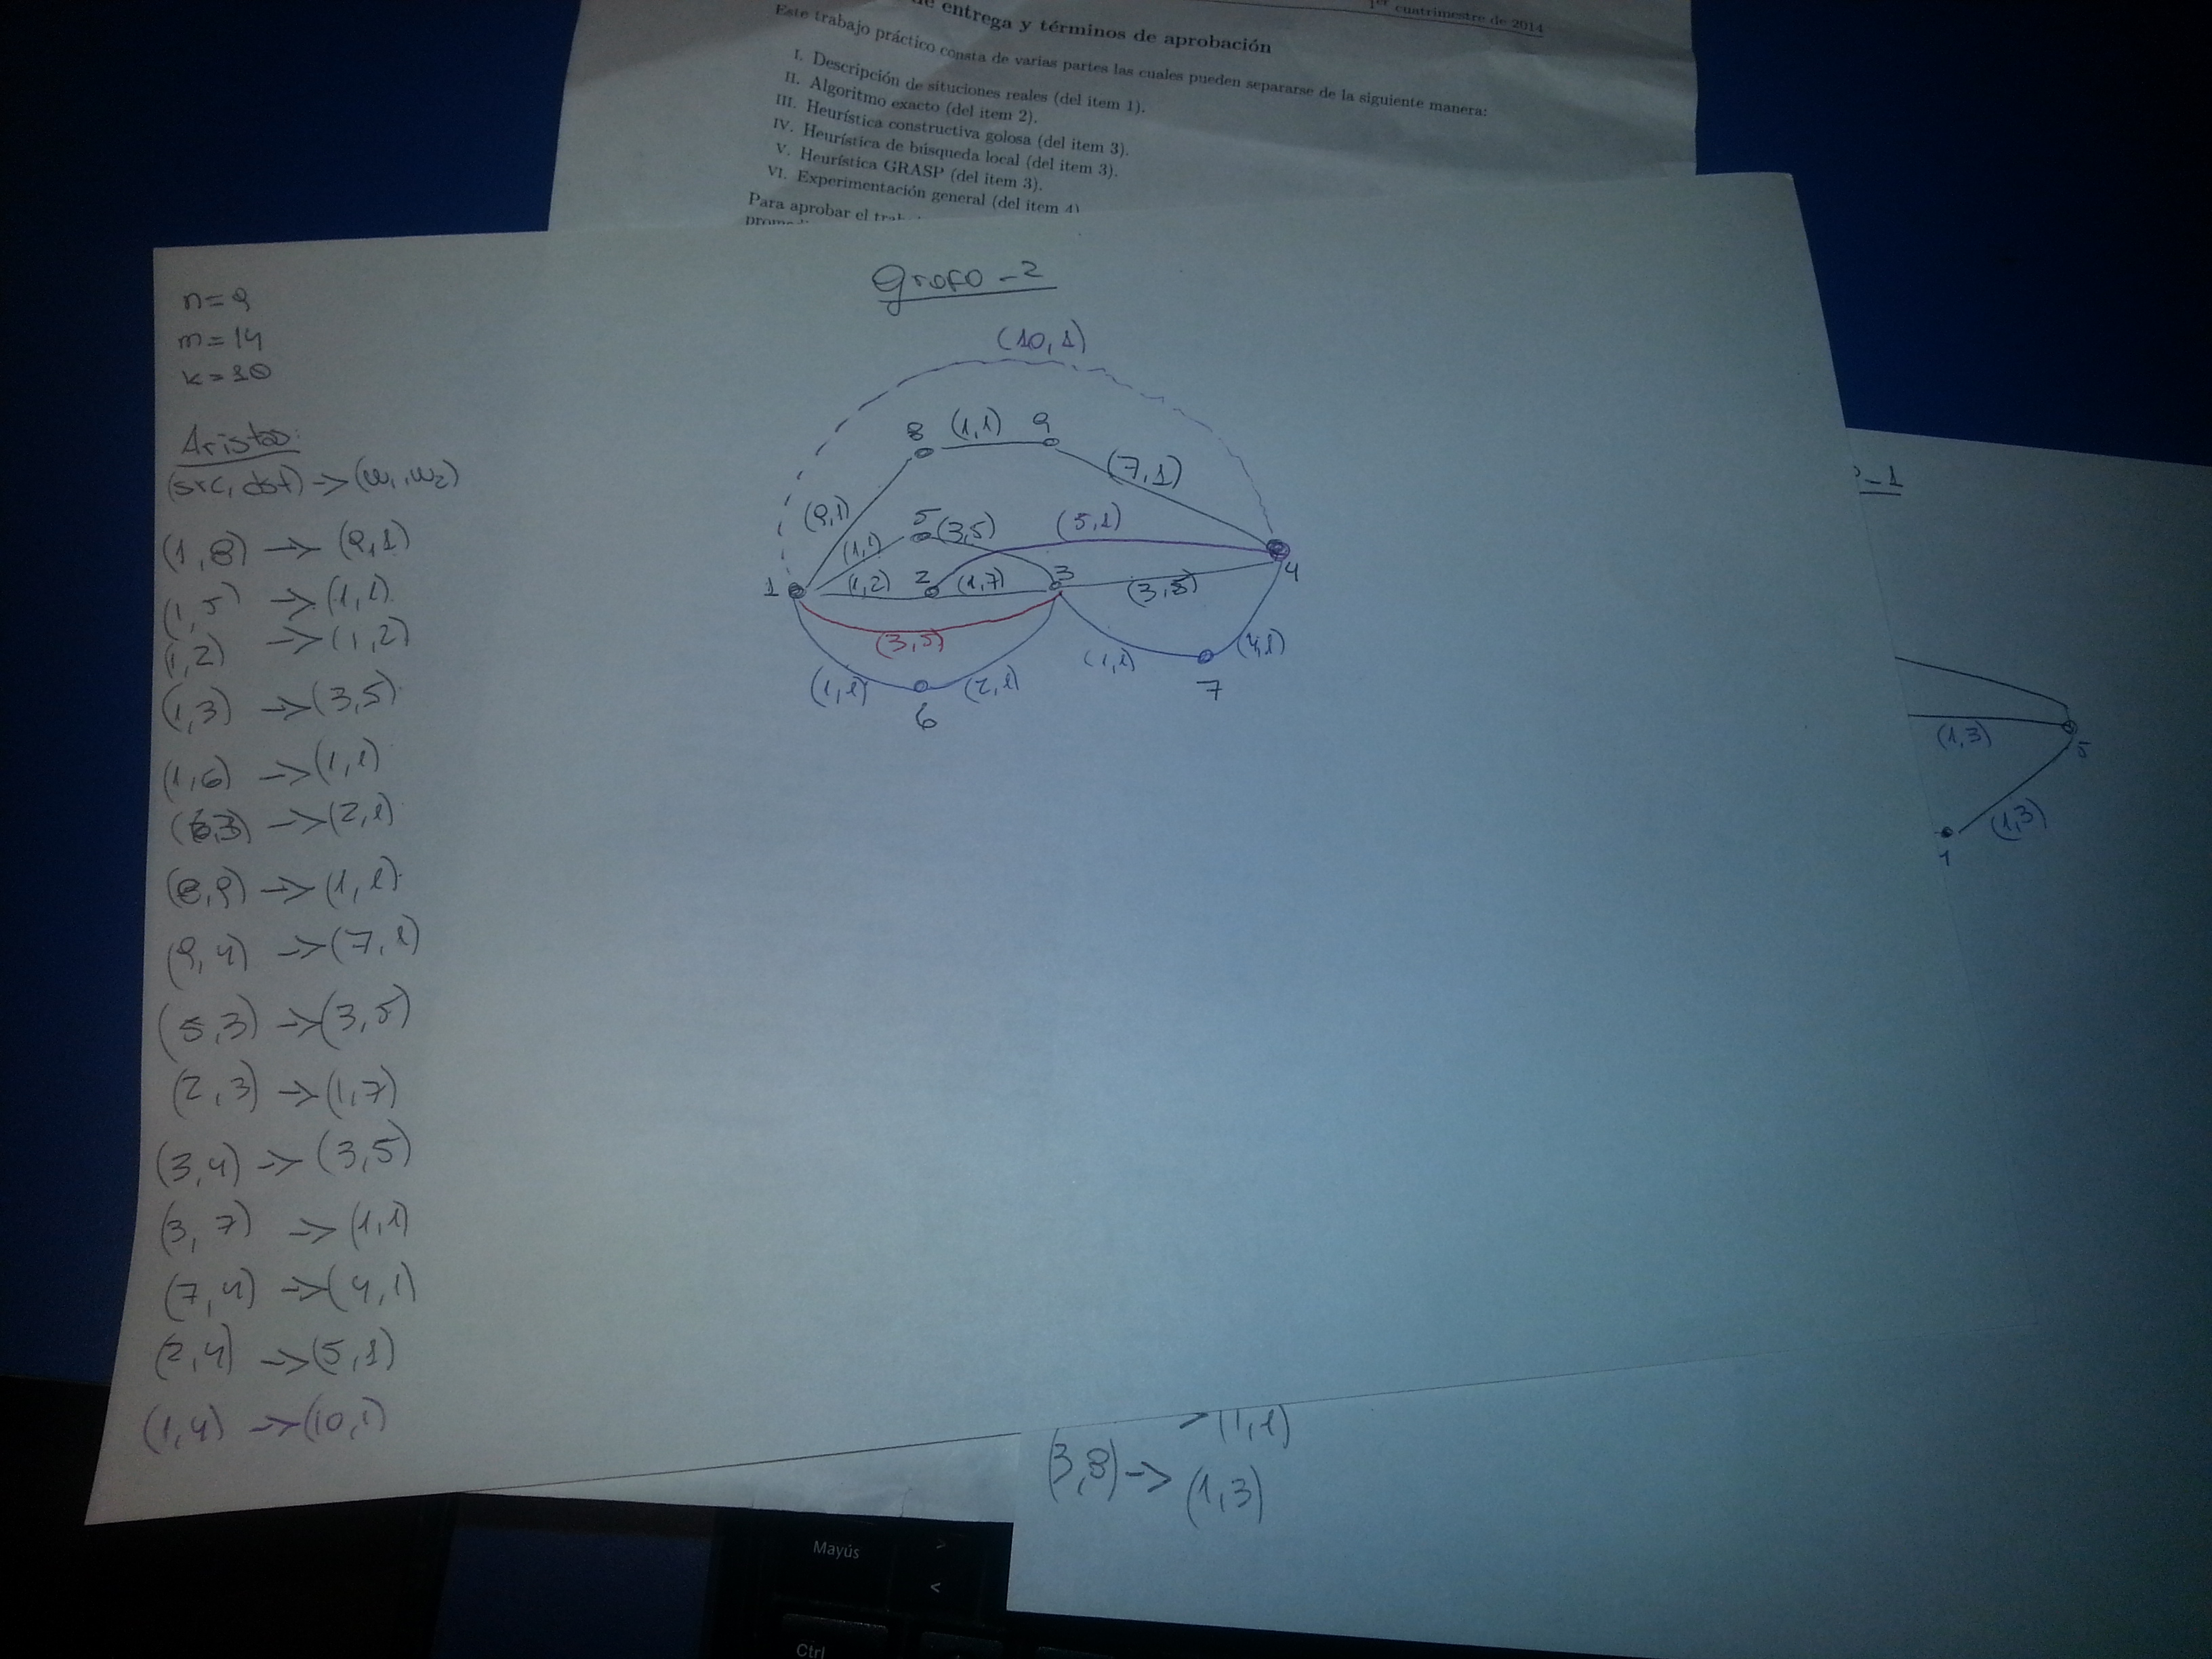 1er cuatrimestre de 2014
de entrega y términos de aprobación
Este trabajo práctico consta de varias partes las cuales pueden separarse de la siguiente manera:
I. Descripción de situciones reales (del item 1).
II. Algoritmo exacto (del item 2).
III. Heurística constructiva golosa (del item 3).
IV. Heurística de búsqueda local (del item 3).
V. Heurística GRASP (del item 3).
VI. Experimentación general (del item 4)
Para aprobar el
Grafo - 2
n = 9
m = 14
k = 10
Aristas:
(src, dst) -> (w1, w2)
(1,8) -> (9,1)
(1,5) -> (1,1)
(1,2) -> (1,2)
(1,3) -> (3,5)
(1,6) -> (1,1)
(6,3) -> (2,1)
(8,9) -> (1,1)
(9,4) -> (7,1)
(5,3) -> (3,5)
(2,3) -> (1,7)
(3,4) -> (3,5)
(3,7) -> (1,1)
(7,4) -> (4,1)
(2,4) -> (5,1)
(1,4) -> (10,1)
(10,1)
8 (1,1) 9
(7,1)
(9,1)
5 (3,5) (5,1)
(1,1)
1 (1,2) 2 (1,7) 3 (3,5) 4
(3,5)
(1,1) 6 (2,1)
(1,1) 7 (4,1)
- 1
(1,3) 5
(1,3)
-> (1,1)
(3,8) -> (1,3)
Mayús
>
<
Ctrl